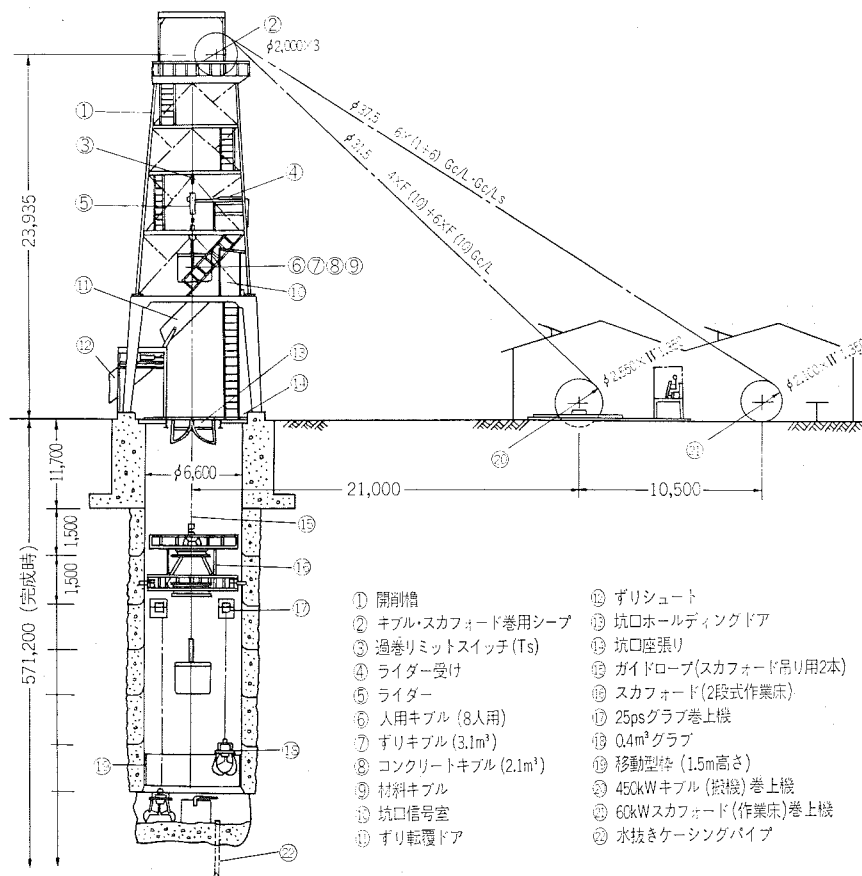 ②
φ2,000×3
①
③
④
⑤
⑥⑦⑧⑨
⑩
⑪
⑫
⑬
⑭
23,935
φ37.5 6×(1+6) Gc/L·Gc/Ls
φ31.5 4×F(10)+6×F(10)Gc/L
⑳
㉑
11,700
φ6,600
21,000
10,500
1,500
1,500
571,200 (完成時)
⑮
⑯
⑰
⑲
⑱
㉒
① 開削櫓
② キブル・スカフォード巻用シーブ
③ 過巻リミットスイッチ(Ts)
④ ライダー受け
⑤ ライダー
⑥ 人用キブル (8人用)
⑦ ずりキブル(3.1m³)
⑧ コンクリートキブル(2.1m³)
⑨ 材料キブル
⑩ 坑口信号室
⑪ ずり転覆ドア
⑫ ずりシュート
⑬ 坑口ホールディングドア
⑭ 坑口座張り
⑮ ガイドロープ(スカフォード吊り用2本)
⑯ スカフォード(2段式作業床)
⑰ 25psグラブ巻上機
⑱ 0.4m³グラブ
⑲ 移動型枠 (1.5m高さ)
⑳ 450kWキブル(掘機)巻上機
㉑ 60kWスカフォード(作業床)巻上機
㉒ 水抜きケーシングパイプ